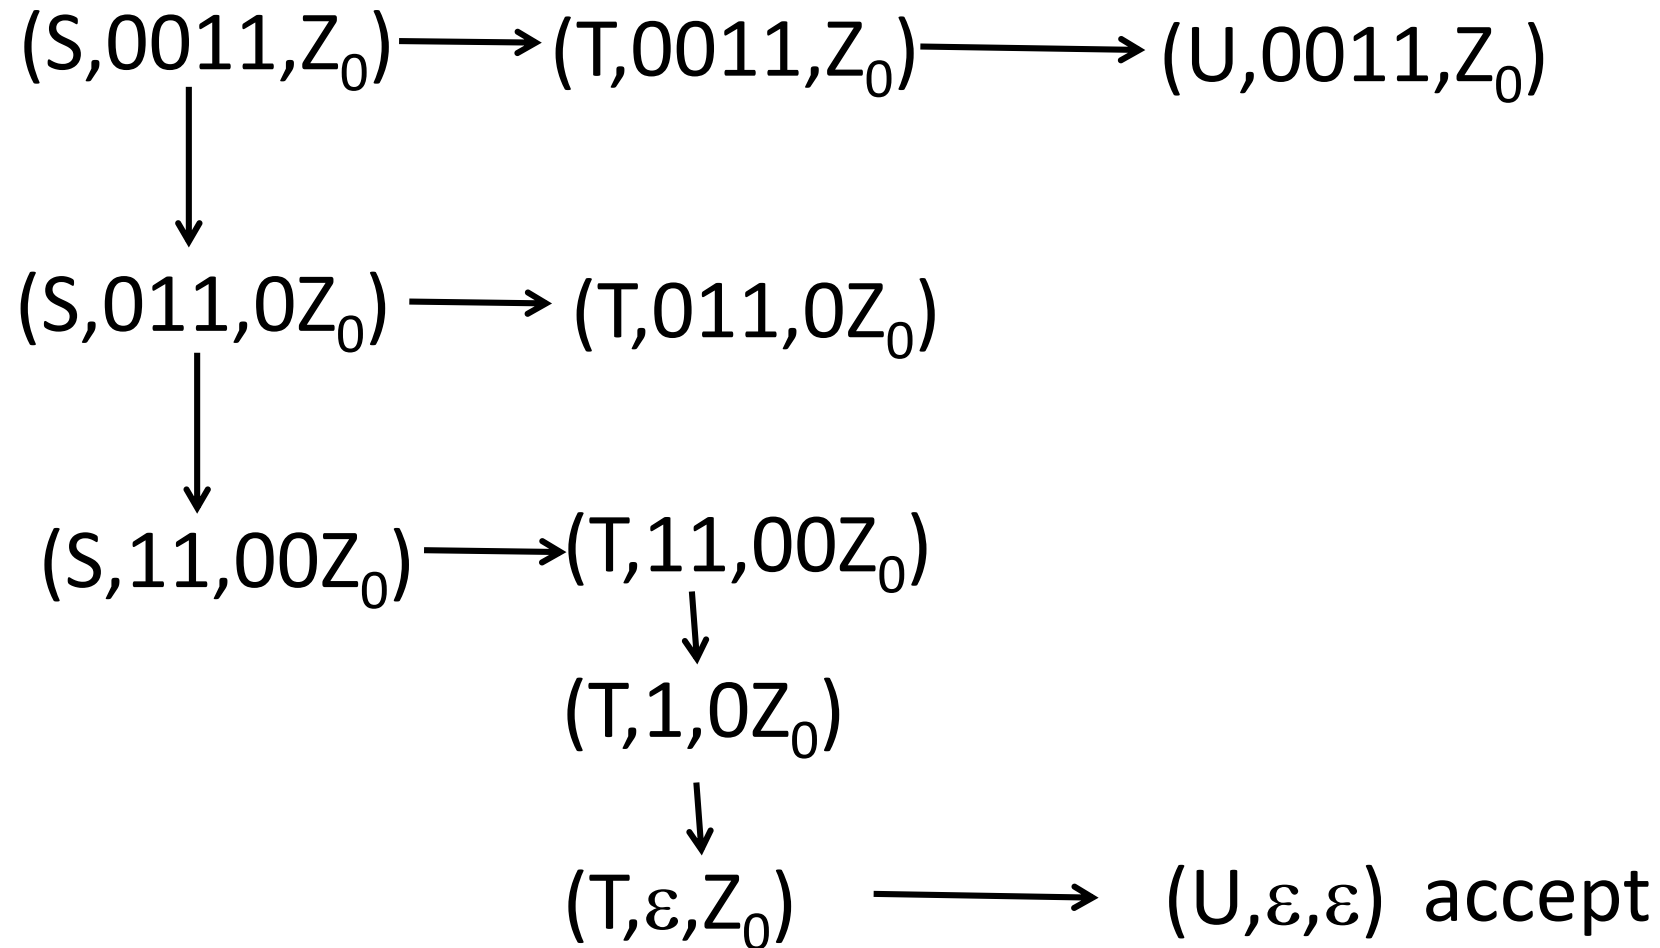 (S,0011,Z₀) (T,0011,Z₀) (U,0011,Z₀)
(S,011,0Z₀) (T,011,0Z₀)
(S,11,00Z₀) (T,11,00Z₀)
(T,1,0Z₀)
(T,ε,Z₀) (U,ε,ε) accept